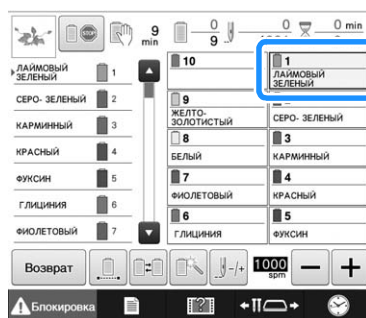 9 min
0
9
0
0 min
ЛАЙМОВЫЙ
ЗЕЛЕНЫЙ
1
СЕРО- ЗЕЛЕНЫЙ 2
КАРМИННЫЙ 3
КРАСНЫЙ 4
ФУКСИН 5
ГЛИЦИНИЯ 6
ФИОЛЕТОВЫЙ 7
10
1
ЛАЙМОВЫЙ
ЗЕЛЕНЫЙ
9
ЖЕЛТО-
ЗОЛОТИСТЫЙ
СЕРО- ЗЕЛЕНЫЙ
8
БЕЛЫЙ
3
КАРМИННЫЙ
7
ФИОЛЕТОВЫЙ
4
КРАСНЫЙ
6
ГЛИЦИНИЯ
5
ФУКСИН
Возврат
-/+
1000
spm
Блокировка